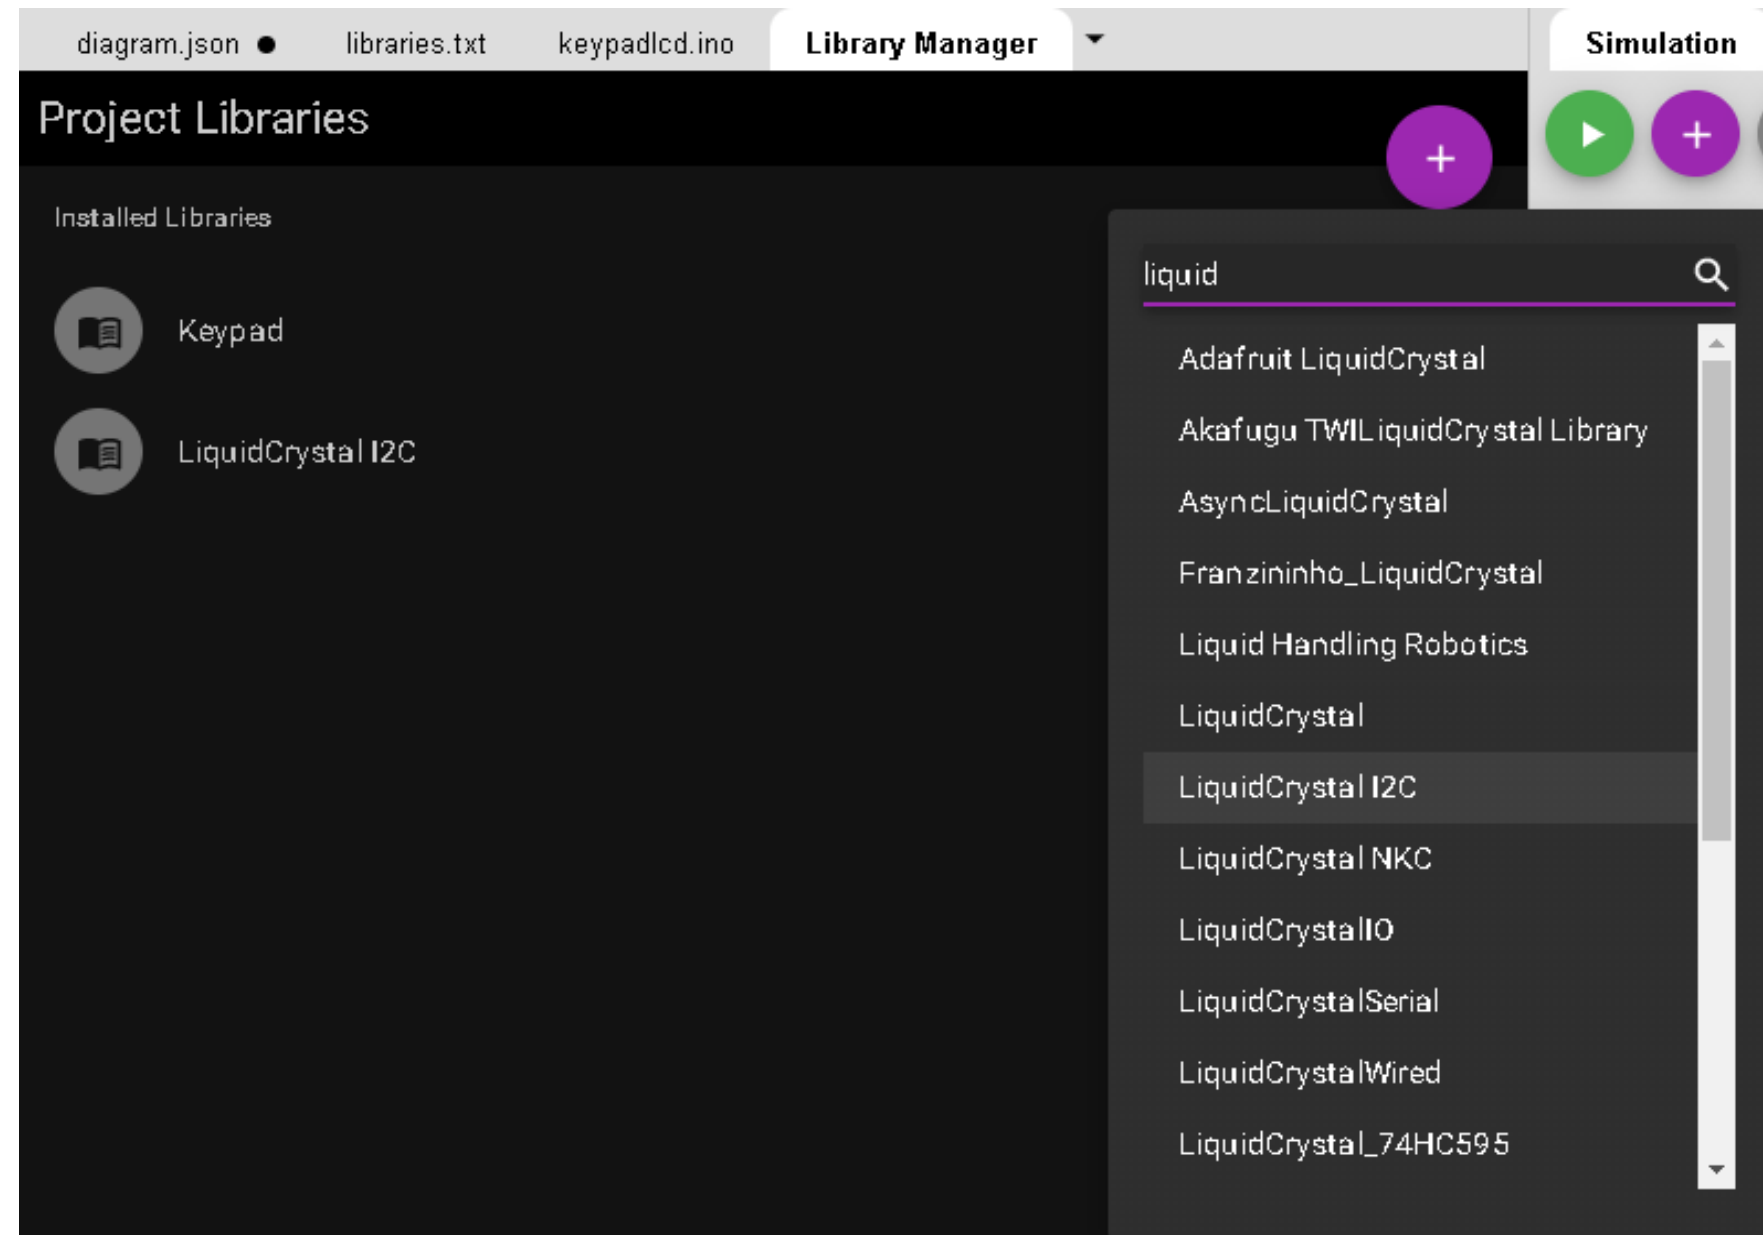 diagram.json ● libraries.txt keypadlcd.ino Library Manager
Simulation
Project Libraries
Installed Libraries
Keypad
LiquidCrystal I2C
liquid
Adafruit LiquidCrystal
Akafugu TWILiquidCrystal Library
AsyncLiquidCrystal
Franzininho_LiquidCrystal
Liquid Handling Robotics
LiquidCrystal
LiquidCrystal I2C
LiquidCrystal NKC
LiquidCrystalIO
LiquidCrystalSerial
LiquidCrystalWired
LiquidCrystal_74HC595